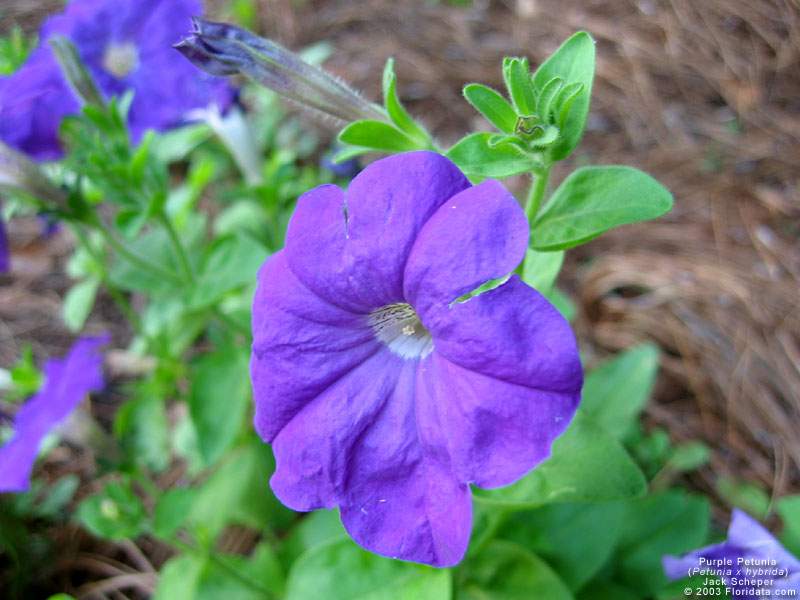 Purple Petunia
(Petunia x hybrida)
Jack Scheper
© 2003 Floridata.com